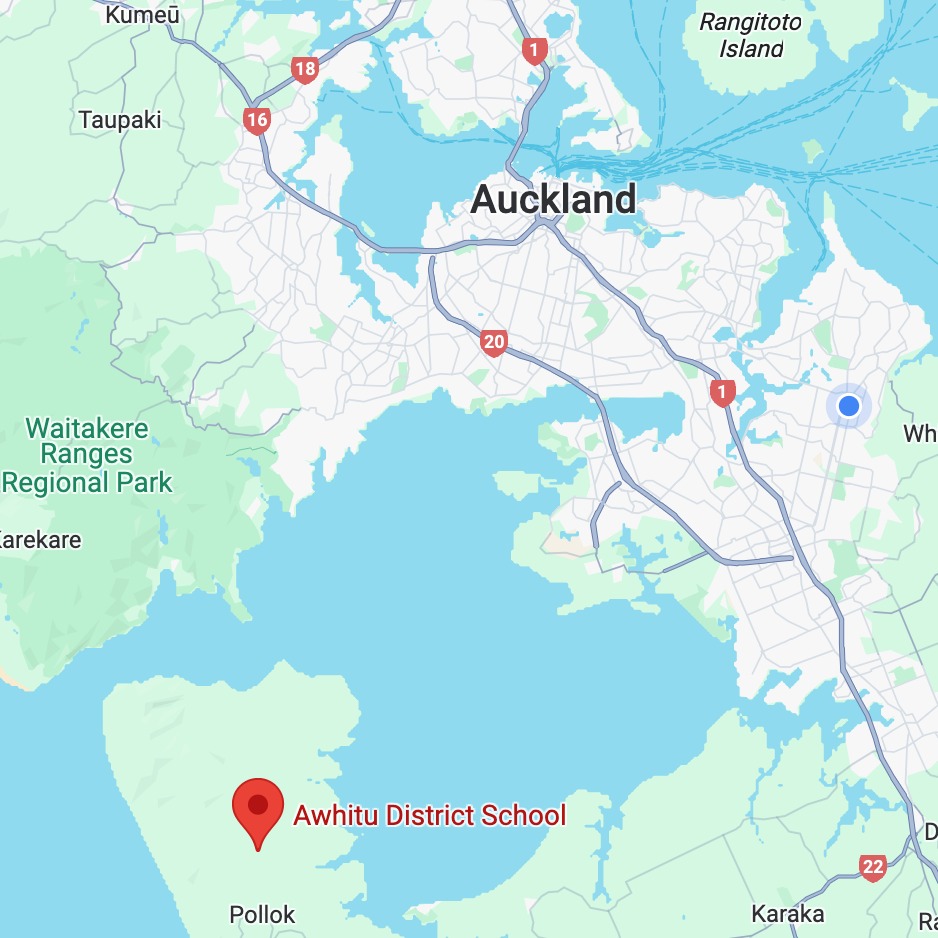 Kumeū
Rangitoto
Island
1
18
Taupaki
16
Auckland
20
1
Waitakere
Ranges
Regional Park
Wh
Karekare
Awhitu District School
D
22
Pollok
Karaka
Ra